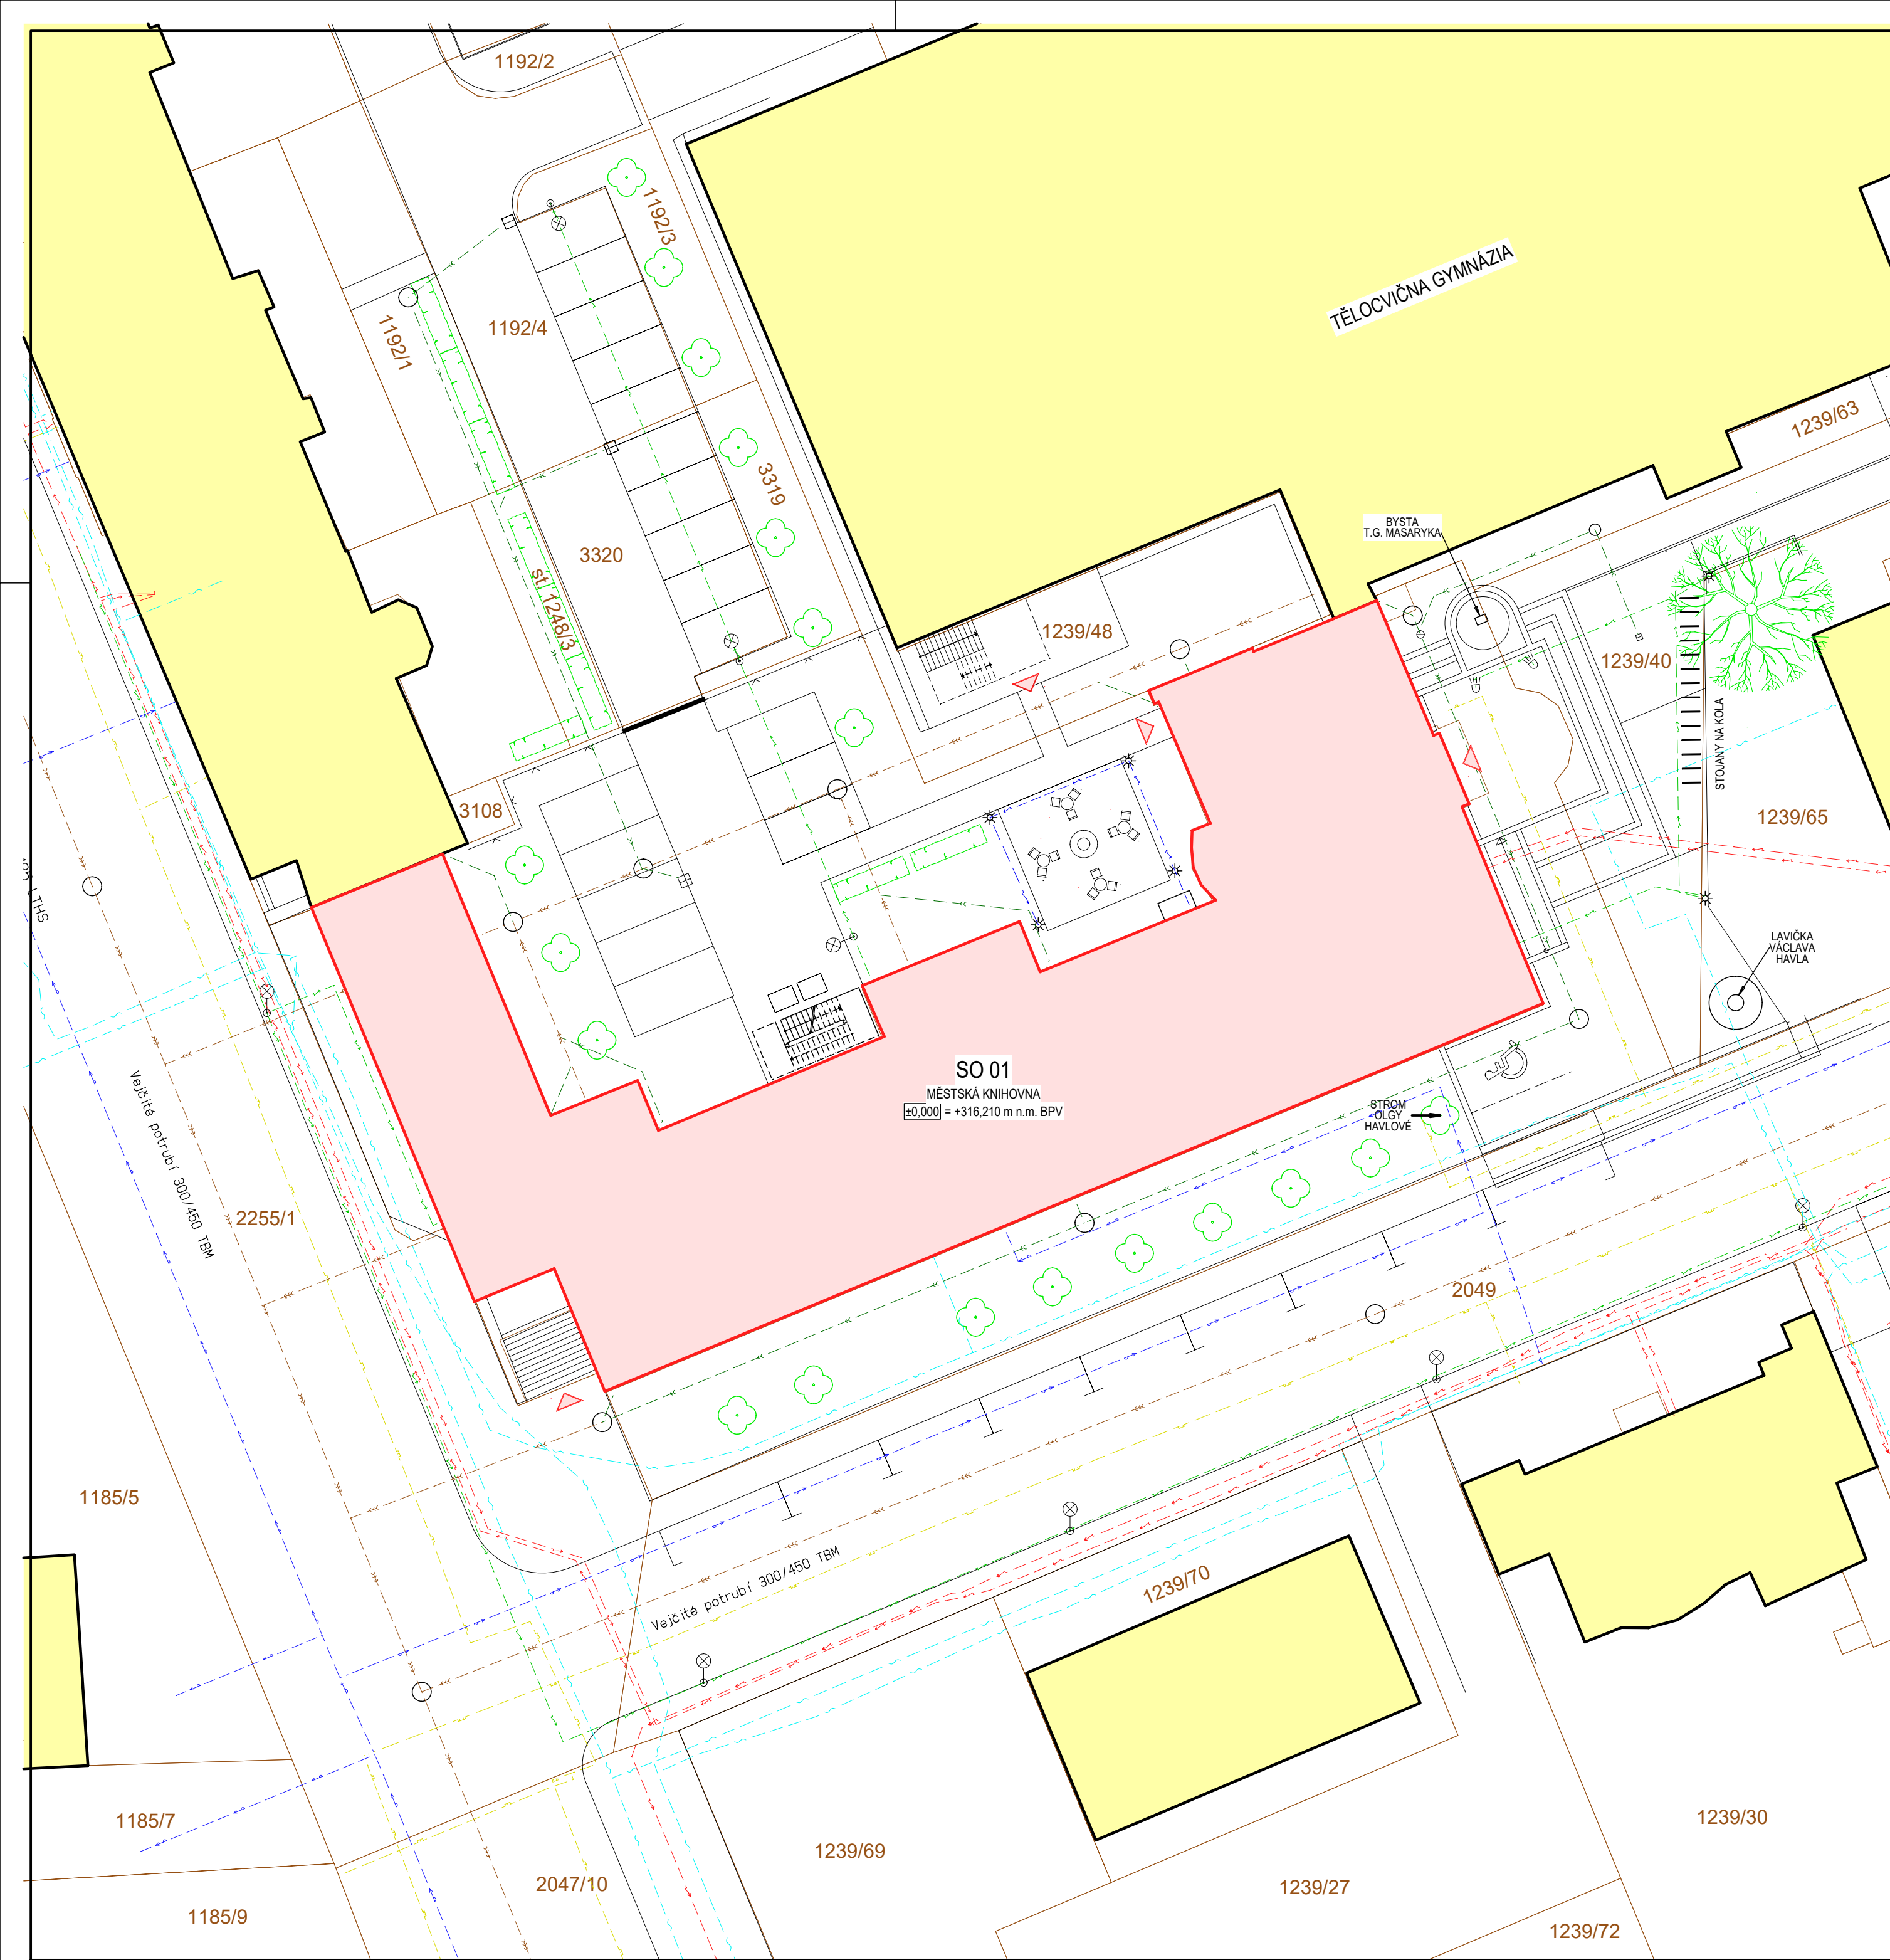 1192/2
1192/3
TĚLOCVIČNA GYMNÁZIA
1192/1
1192/4
1239/63
3319
BYSTA
T.G. MASARYKA
3320
st. 1248/3
1239/48
1239/40
STOJANY NA KOLA
3108
1239/65
LTHS
LAVIČKA
VÁCLAVA
HAVLA
SO 01
MĚSTSKÁ KNIHOVNA
±0,000 = +316,210 m n.m. BPV
STROM
OLGY
HAVLOVÉ
Vejčité potrubí 300/450 TBM
2255/1
2049
1185/5
Vejčité potrubí 300/450 TBM
1239/70
1185/7
1239/69
1239/30
2047/10
1239/27
1185/9
1239/72